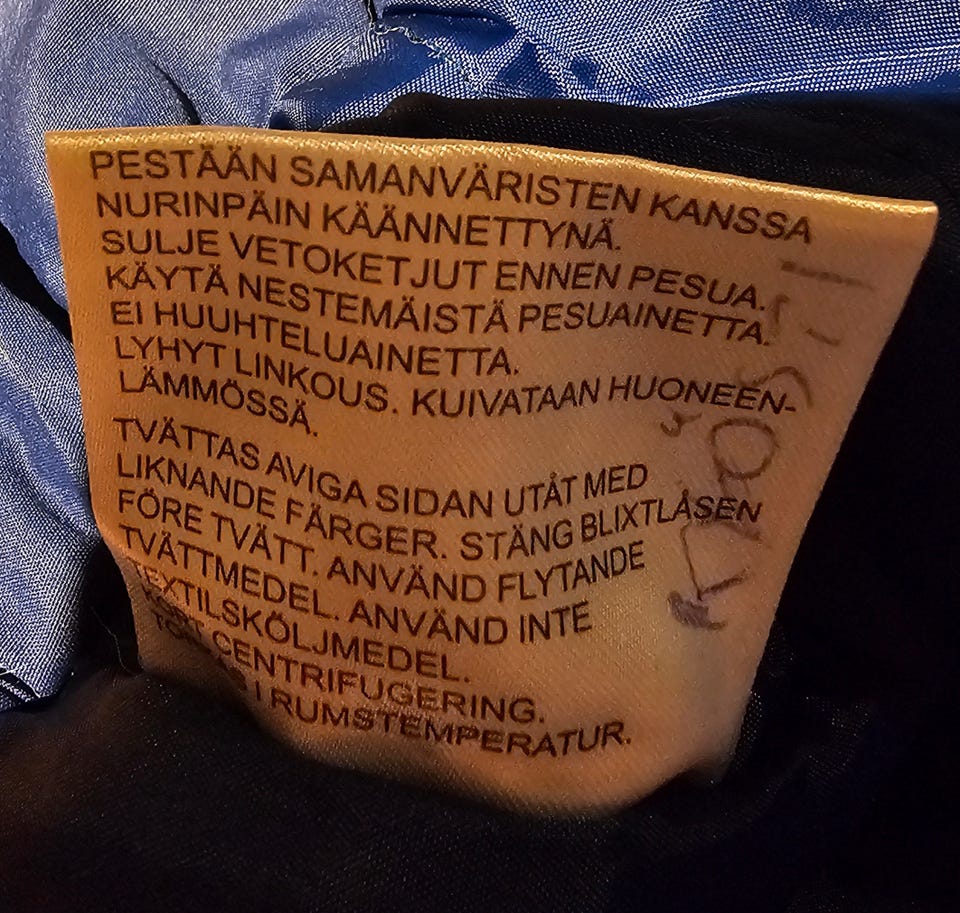 PESTÄÄN SAMANVÄRISTEN KANSSA
NURINPÄIN KÄÄNNETTYNÄ.
SULJE VETOKETJUT ENNEN PESUA.
KÄYTÄ NESTEMÄISTÄ PESUAINETTA.
EI HUUHTELUAINETTA.
LYHYT LINKOUS. KUIVATAAN HUONEEN-
LÄMMÖSSÄ.
TVÄTTAS AVIGA SIDAN UTÅT MED
LIKNANDE FÄRGER. STÄNG BLIXTLÅSEN
FÖRE TVÄTT. ANVÄND FLYTANDE
TVÄTTMEDEL. ANVÄND INTE
TEXTILSKÖLJMEDEL.
CENTRIFUGERING.
I RUMSTEMPERATUR.